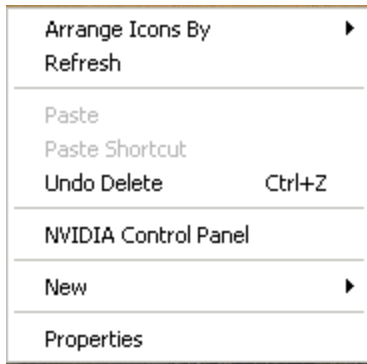 Arrange Icons By
Refresh
Paste
Paste Shortcut
Undo Delete Ctrl+Z
NVIDIA Control Panel
New
Properties